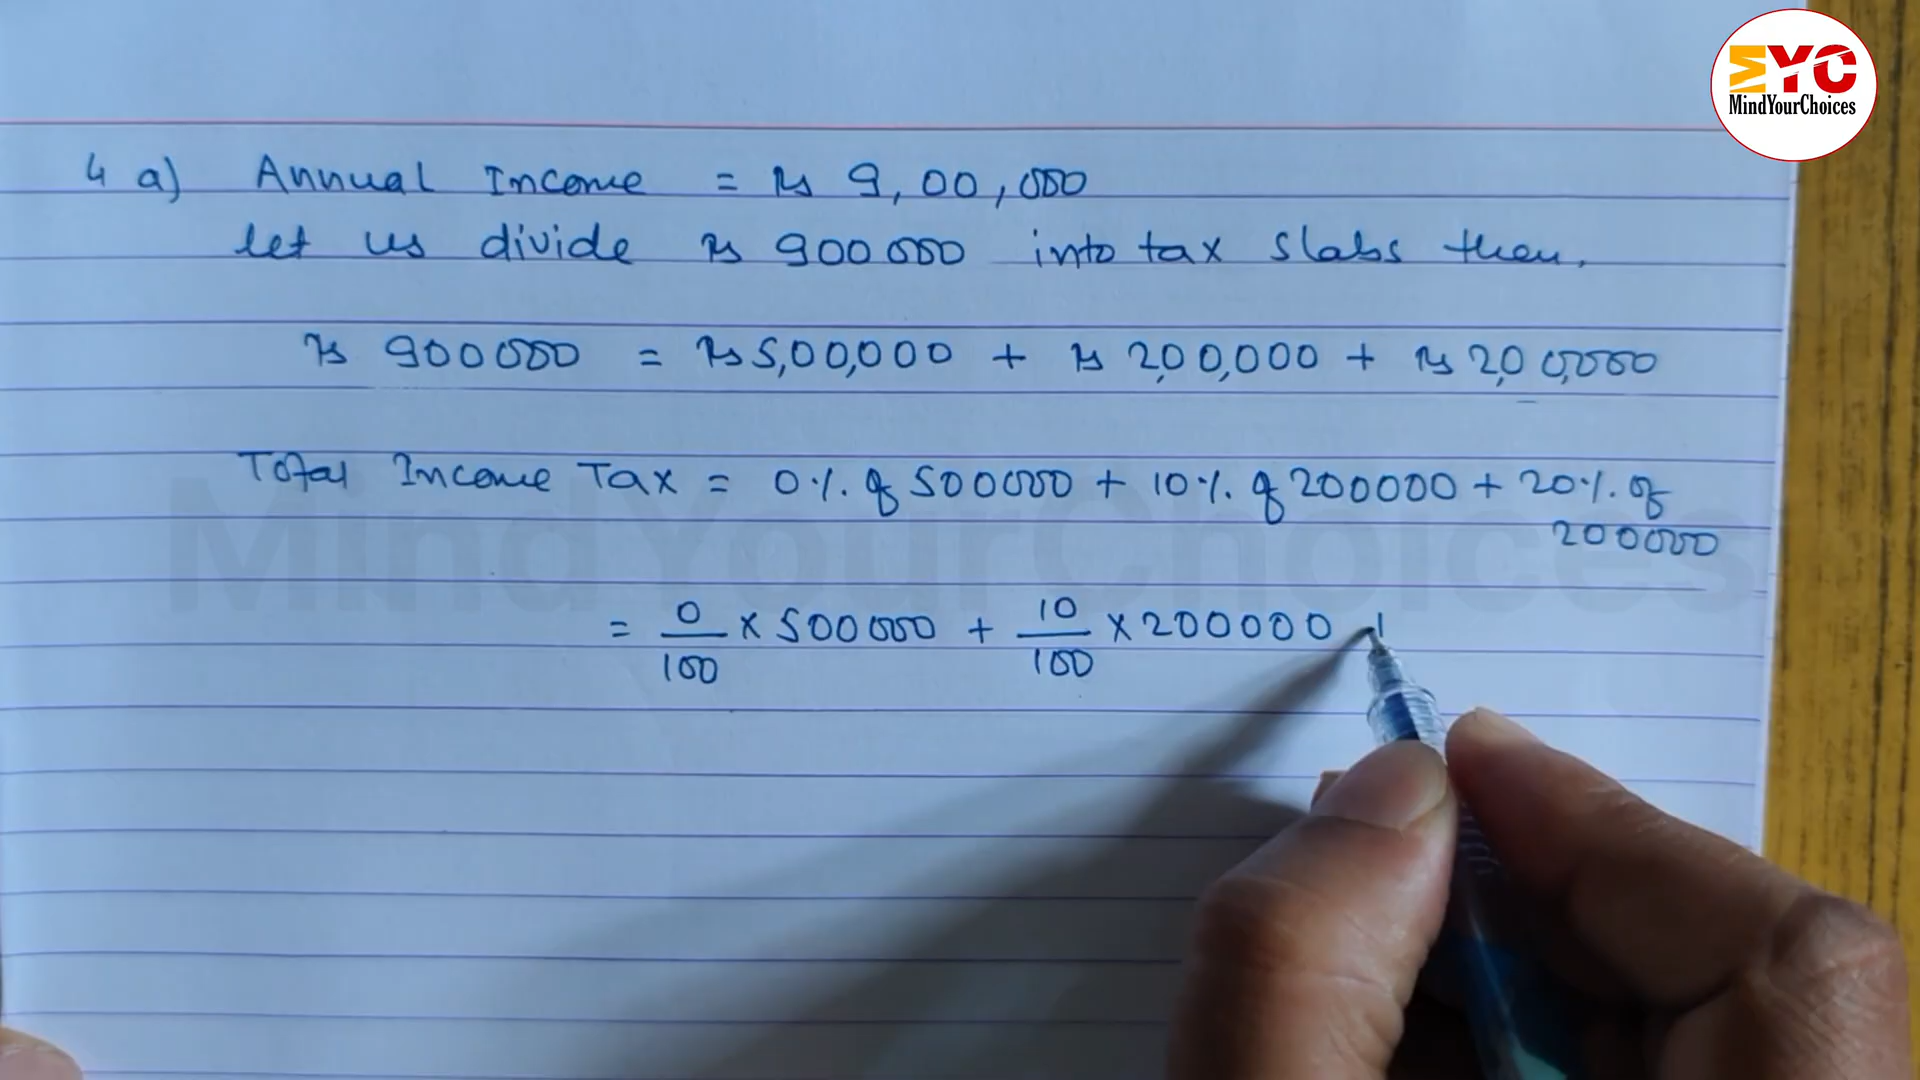 MYC
MindYourChoices
4 a) Annual Income = Rs 9,00,000
let us divide Rs 900000 into tax slabs then,
Rs 900000 = Rs 5,00,000 + Rs 2,00,000 + Rs 2,00,000
Total Income Tax = 0% of 500000 + 10% of 200000 + 20% of
200000
MindYourChoices
= 0/100 × 500000 + 10/100 × 200000